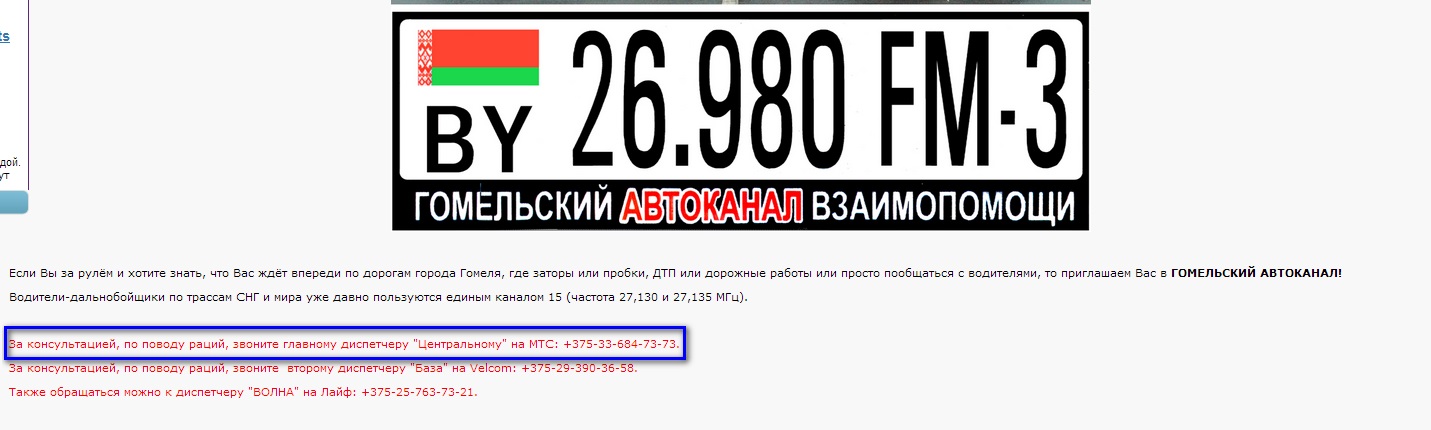 ts
дой.
ут
BY 26.980 FM-3
ГОМЕЛЬСКИЙ АВТОКАНАЛ ВЗАИМОПОМОЩИ
Если Вы за рулём и хотите знать, что Вас ждёт впереди по дорогам города Гомеля, где заторы или пробки, ДТП или дорожные работы или просто пообщаться с водителями, то приглашаем Вас в ГОМЕЛЬСКИЙ АВТОКАНАЛ!
Водители-дальнобойщики по трассам СНГ и мира уже давно пользуются единым каналом 15 (частота 27,130 и 27,135 МГц).
За консультацией, по поводу раций, звоните главному диспетчеру "Центральному" на МТС: +375-33-684-73-73.
За консультацией, по поводу раций, звоните  второму диспетчеру "База" на Velcom: +375-29-390-36-58.
Также обращаться можно к диспетчеру "ВОЛНА" на Лайф: +375-25-763-73-21.